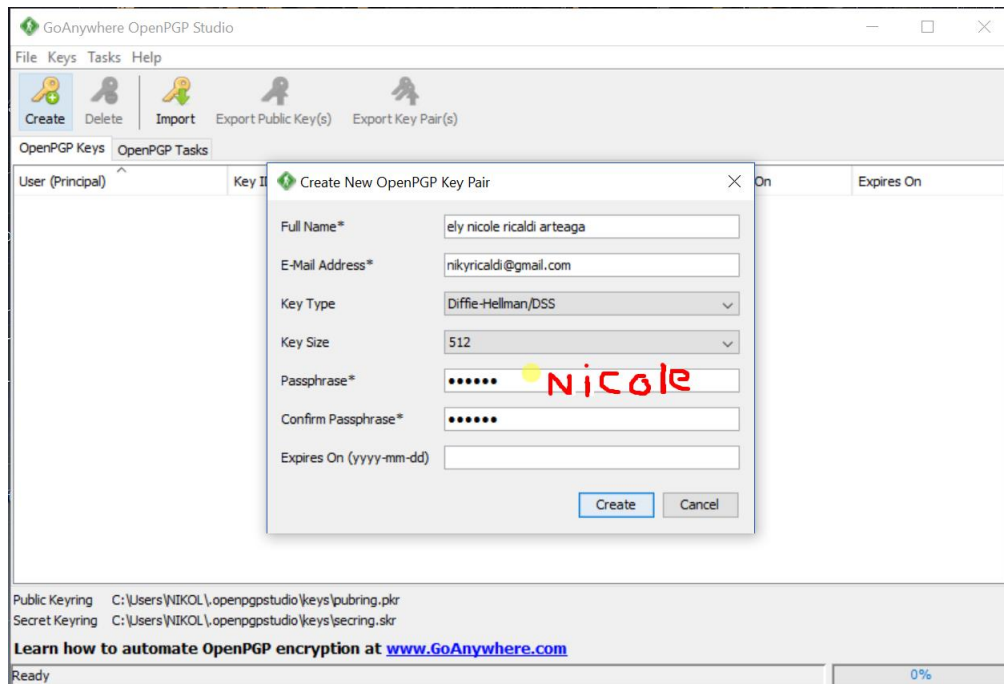 GoAnywhere OpenPGP Studio
File Keys Tasks Help
Create Delete Import Export Public Key(s) Export Key Pair(s)
OpenPGP Keys OpenPGP Tasks
User (Principal) Key I On Expires On
Create New OpenPGP Key Pair
Full Name* ely nicole ricaldi arteaga
E-Mail Address* nikyricaldi@gmail.com
Key Type Diffie-Hellman/DSS
Key Size 512
Passphrase* •••••• Nicole
Confirm Passphrase* ••••••
Expires On (yyyy-mm-dd)
Create Cancel
Public Keyring C:\Users\NIKOL\.openpgpstudio\keys\pubring.pkr
Secret Keyring C:\Users\NIKOL\.openpgpstudio\keys\secring.skr
Learn how to automate OpenPGP encryption at www.GoAnywhere.com
Ready 0%